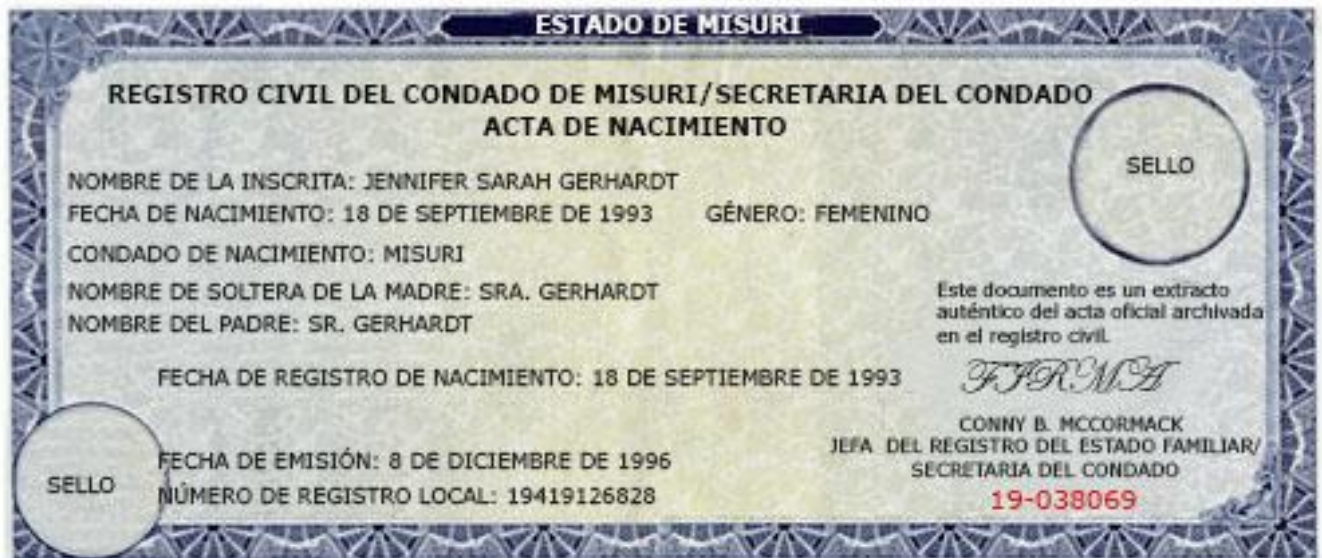 ESTADO DE MISURI
REGISTRO CIVIL DEL CONDADO DE MISURI/SECRETARIA DEL CONDADO
ACTA DE NACIMIENTO
SELLO
NOMBRE DE LA INSCRITA: JENNIFER SARAH GERHARDT
FECHA DE NACIMIENTO: 18 DE SEPTIEMBRE DE 1993 GÉNERO: FEMENINO
CONDADO DE NACIMIENTO: MISURI
NOMBRE DE SOLTERA DE LA MADRE: SRA. GERHARDT
NOMBRE DEL PADRE: SR. GERHARDT
Este documento es un extracto
auténtico del acta oficial archivada
en el registro civil.
FECHA DE REGISTRO DE NACIMIENTO: 18 DE SEPTIEMBRE DE 1993
FIRMA
CONNY B. MCCORMACK
JEFA DEL REGISTRO DEL ESTADO FAMILIAR/
SECRETARIA DEL CONDADO
19-038069
FECHA DE EMISIÓN: 8 DE DICIEMBRE DE 1996
SELLO
NÚMERO DE REGISTRO LOCAL: 19419126828